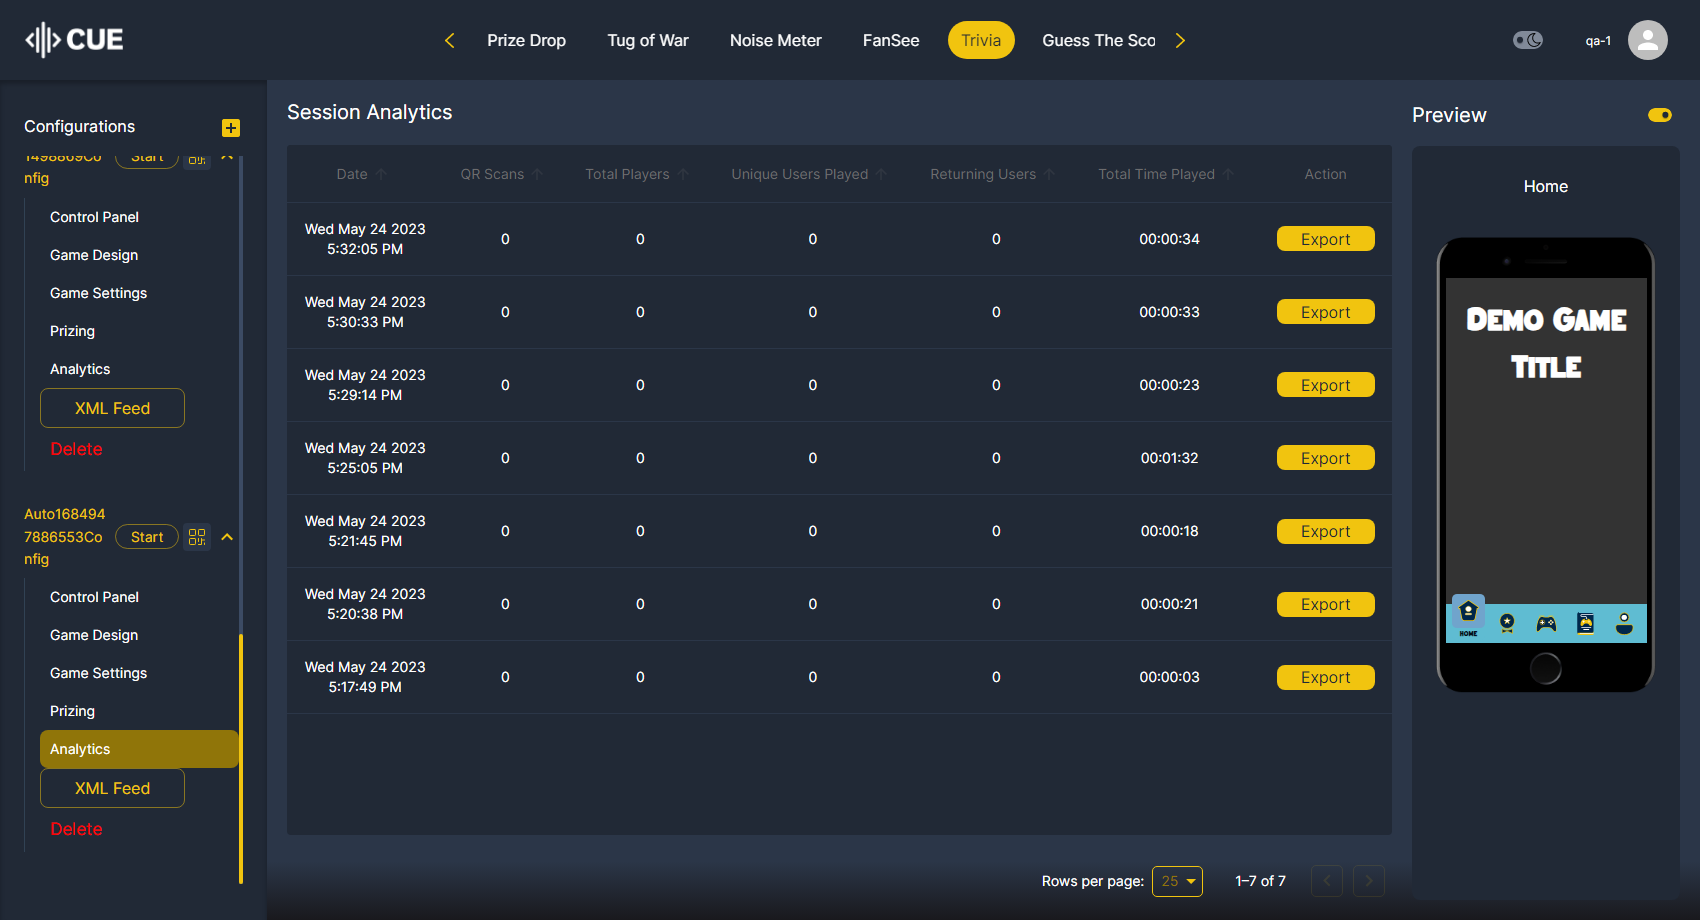 CUE
Prize Drop
Tug of War
Noise Meter
FanSee
Trivia
Guess The Sco
qa-1
Configurations
1498869Co
nfig
Start
Control Panel
Game Design
Game Settings
Prizing
Analytics
XML Feed
Delete
Auto168494
7886553Co
nfig
Start
Control Panel
Game Design
Game Settings
Prizing
Analytics
XML Feed
Delete
Session Analytics
Date QR Scans Total Players Unique Users Played Returning Users Total Time Played Action
Wed May 24 2023
5:32:05 PM
0 0 0 0 00:00:34 Export
Wed May 24 2023
5:30:33 PM
0 0 0 0 00:00:33 Export
Wed May 24 2023
5:29:14 PM
0 0 0 0 00:00:23 Export
Wed May 24 2023
5:25:05 PM
0 0 0 0 00:01:32 Export
Wed May 24 2023
5:21:45 PM
0 0 0 0 00:00:18 Export
Wed May 24 2023
5:20:38 PM
0 0 0 0 00:00:21 Export
Wed May 24 2023
5:17:49 PM
0 0 0 0 00:00:03 Export
Rows per page: 25 1–7 of 7
Preview
Home
Demo Game
Title
HOME